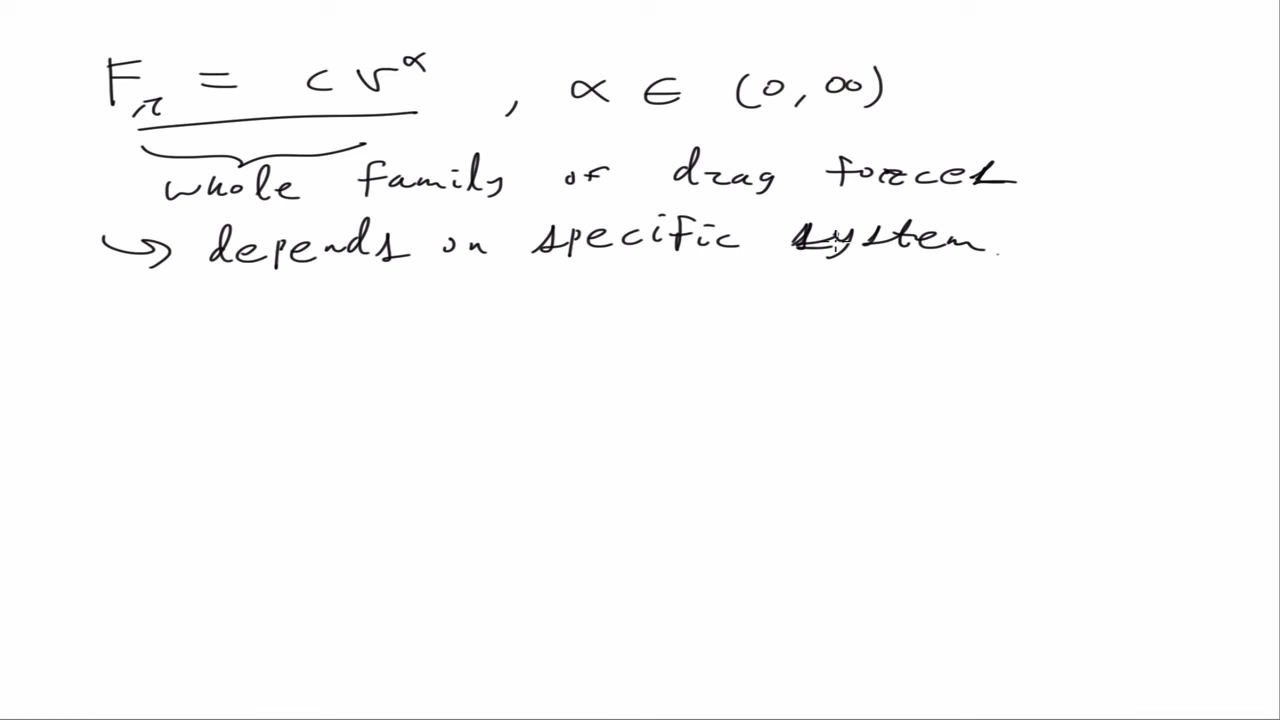 F_r = c v^α , α ∈ (0, ∞)
whole family of drag forces
↪ depends on specific system.